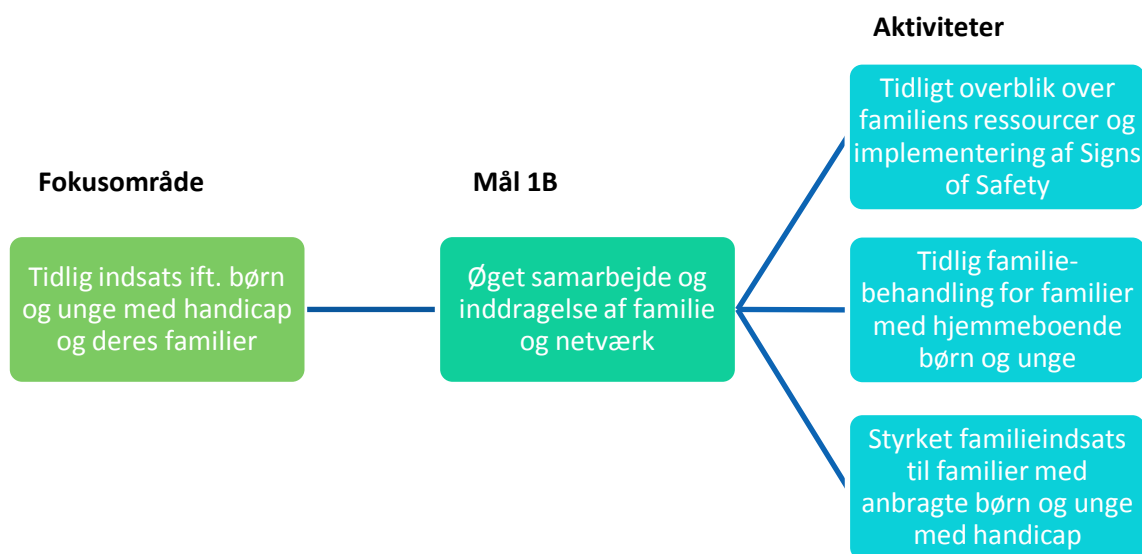 Fokusområde
Tidlig indsats ift. børn
og unge med handicap
og deres familier
Mål 1B
Øget samarbejde og
inddragelse af familie
og netværk
Aktiviteter
Tidligt overblik over
familiens ressourcer og
implementering af Signs
of Safety
Tidlig familie-
behandling for familier
med hjemmeboende
børn og unge
Styrket familieindsats
til familier med
anbragte børn og unge
med handicap